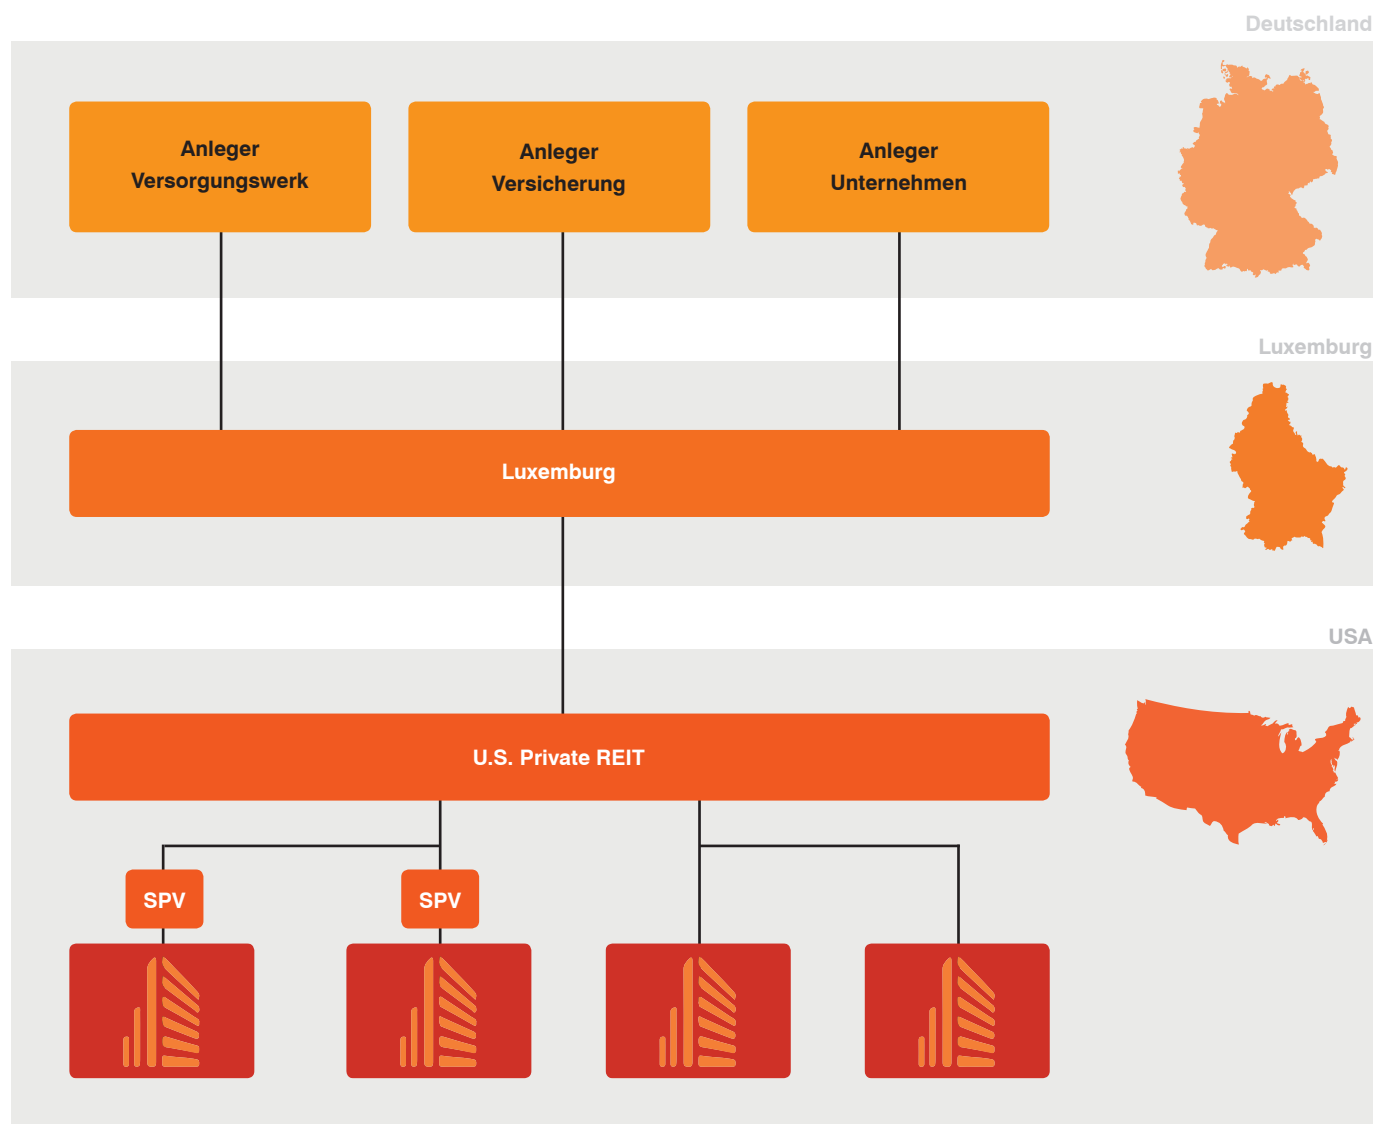 Deutschland
Anleger
Versorgungswerk
Anleger
Versicherung
Anleger
Unternehmen
Luxemburg
Luxemburg
USA
U.S. Private REIT
SPV
SPV